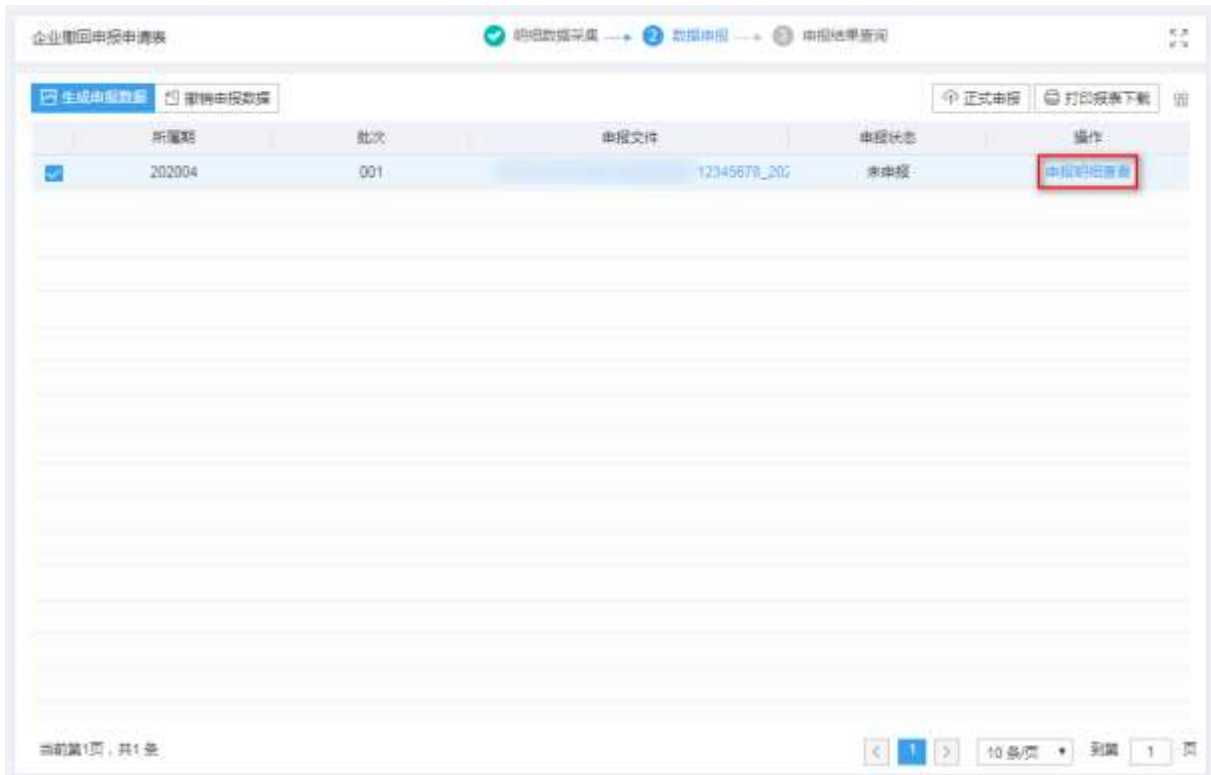 企业撤回申报申请表
明细数据采集
2 数据申报
3 申报结果查询
生成申报数据 撤销申报数据
正式申报 打印报表下载
所属期 批次 申报文件 申报状态 操作
202004 001 12345678_202 未申报 申报明细查看
当前第1页，共1 条
< 1 > 10 条/页 到第 1 页